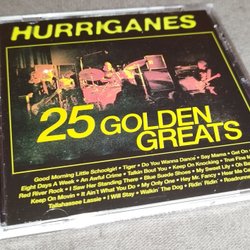 HURRIGANES
25 GOLDEN
GREATS
Good Morning Little Schoolgirl • Tiger • Do You Wanna Dance • Say Mama • Get On
Eight Days A Week • An Awful Crime • Talkin Bout You • Keep On Knocking • True Fine
Red River Rock • I Saw Her Standing There • Blue Suede Shoes • My Sweet Lily • Oh
Keep On Movin • It Ain't What You Do • My Only One • Hey Mr. Fancy • Hear Me
Tallahassee Lassie • I Will Stay • Walkin' The Dog • Ridin' Ridin' • Roadrunner